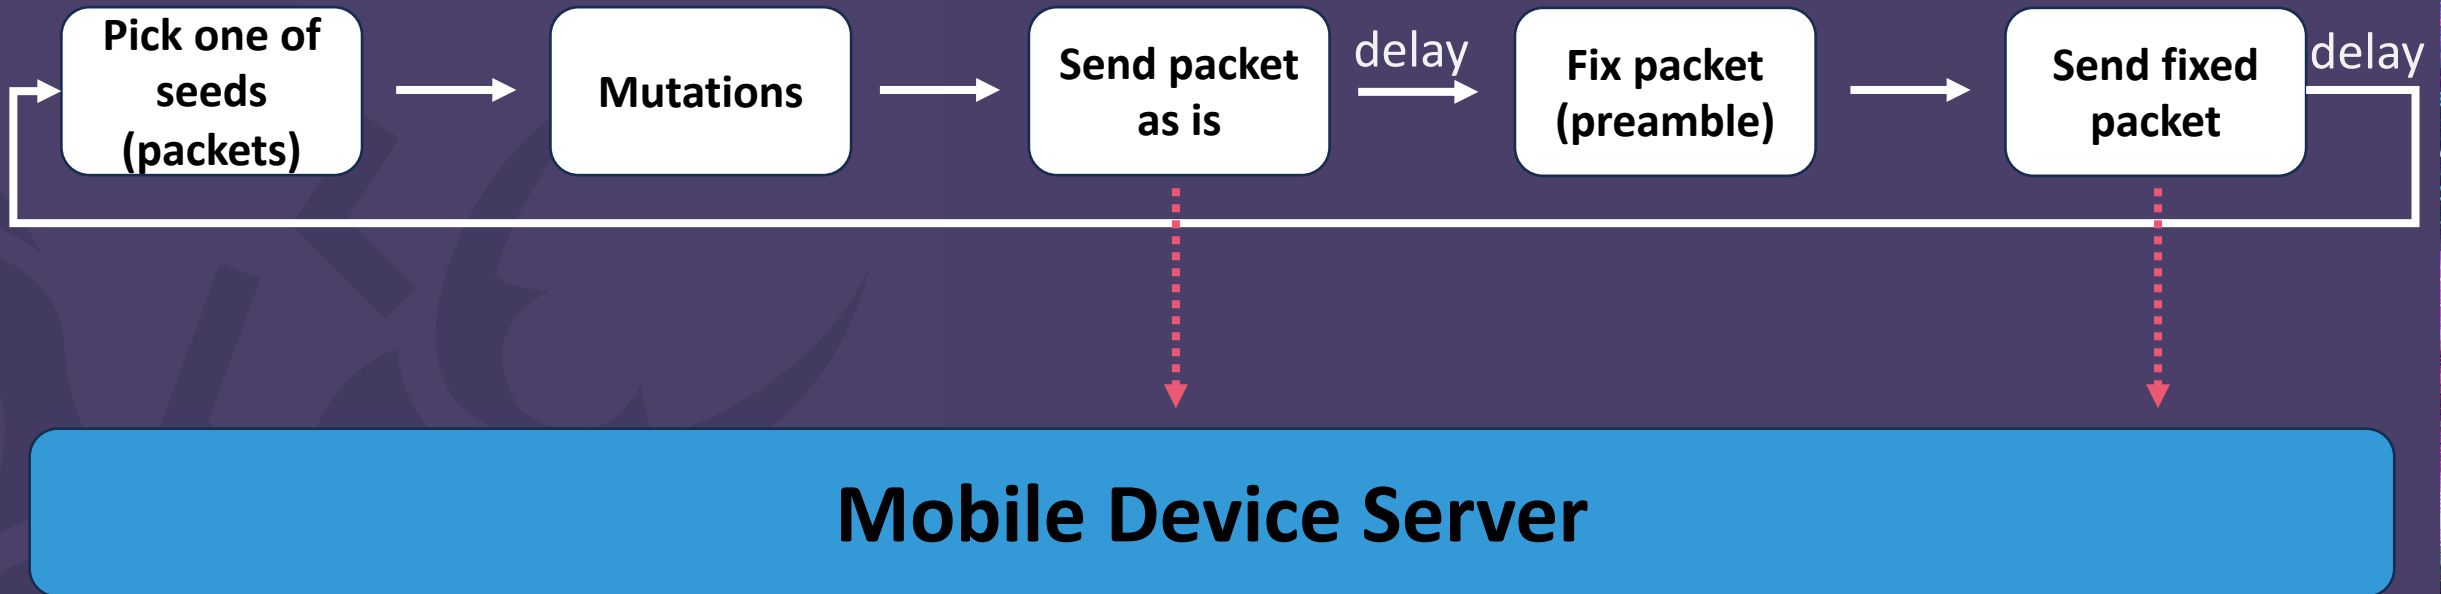 Pick one of
seeds
(packets)
Mutations
Send packet
as is
delay
Fix packet
(preamble)
Send fixed
packet
delay
Mobile Device Server